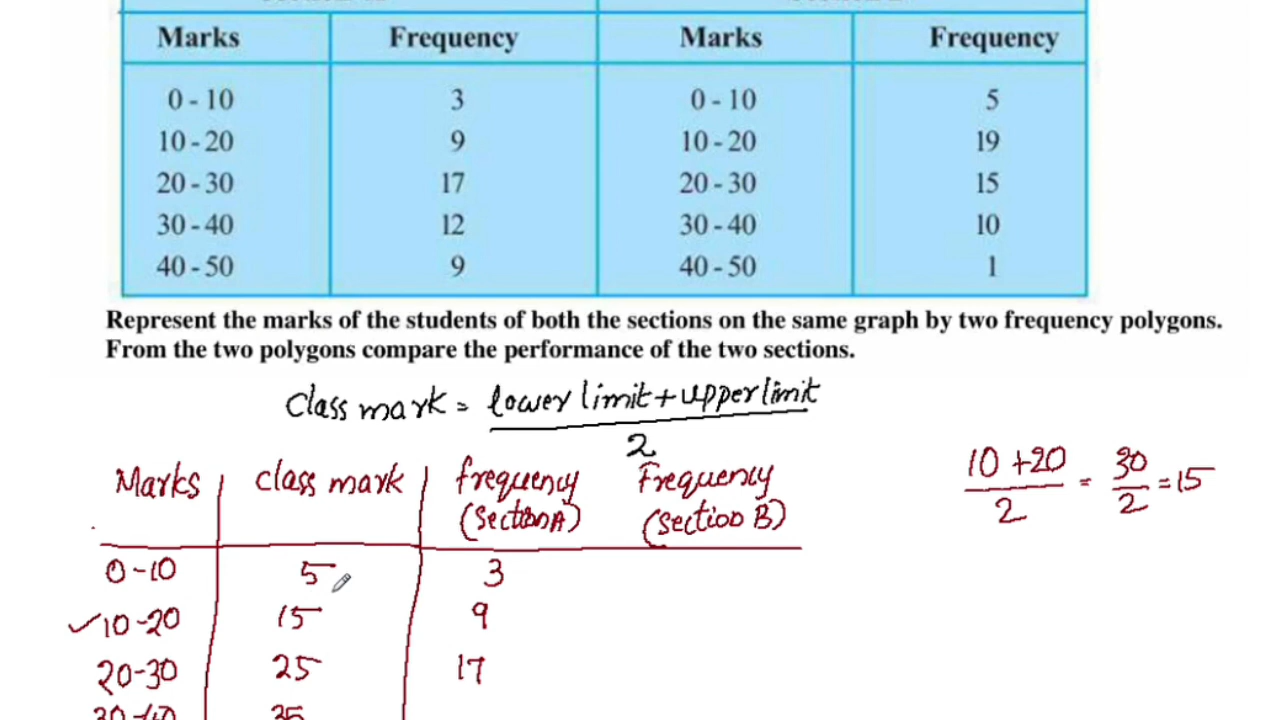 Marks Frequency Marks Frequency
0 - 10 3 0 - 10 5
10 - 20 9 10 - 20 19
20 - 30 17 20 - 30 15
30 - 40 12 30 - 40 10
40 - 50 9 40 - 50 1
Represent the marks of the students of both the sections on the same graph by two frequency polygons.
From the two polygons compare the performance of the two sections.
Class mark = lower limit + upper limit
2
Marks class mark frequency Frequency
(Section A) (Section B)
10 + 20 = 30 = 15
2 2
0-10 5 3
✓10-20 15 9
20-30 25 17
30-40 35